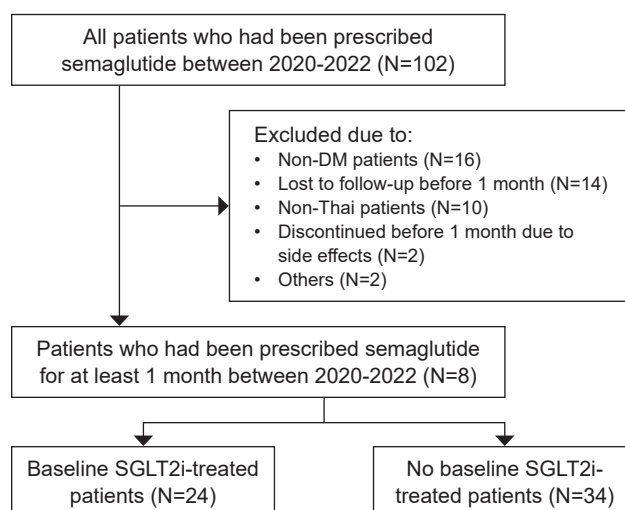 All patients who had been prescribed
semaglutide between 2020-2022 (N=102)
Excluded due to:
• Non-DM patients (N=16)
• Lost to follow-up before 1 month (N=14)
• Non-Thai patients (N=10)
• Discontinued before 1 month due to
side effects (N=2)
• Others (N=2)
Patients who had been prescribed semaglutide
for at least 1 month between 2020-2022 (N=8)
Baseline SGLT2i-treated
patients (N=24)
No baseline SGLT2i-
treated patients (N=34)